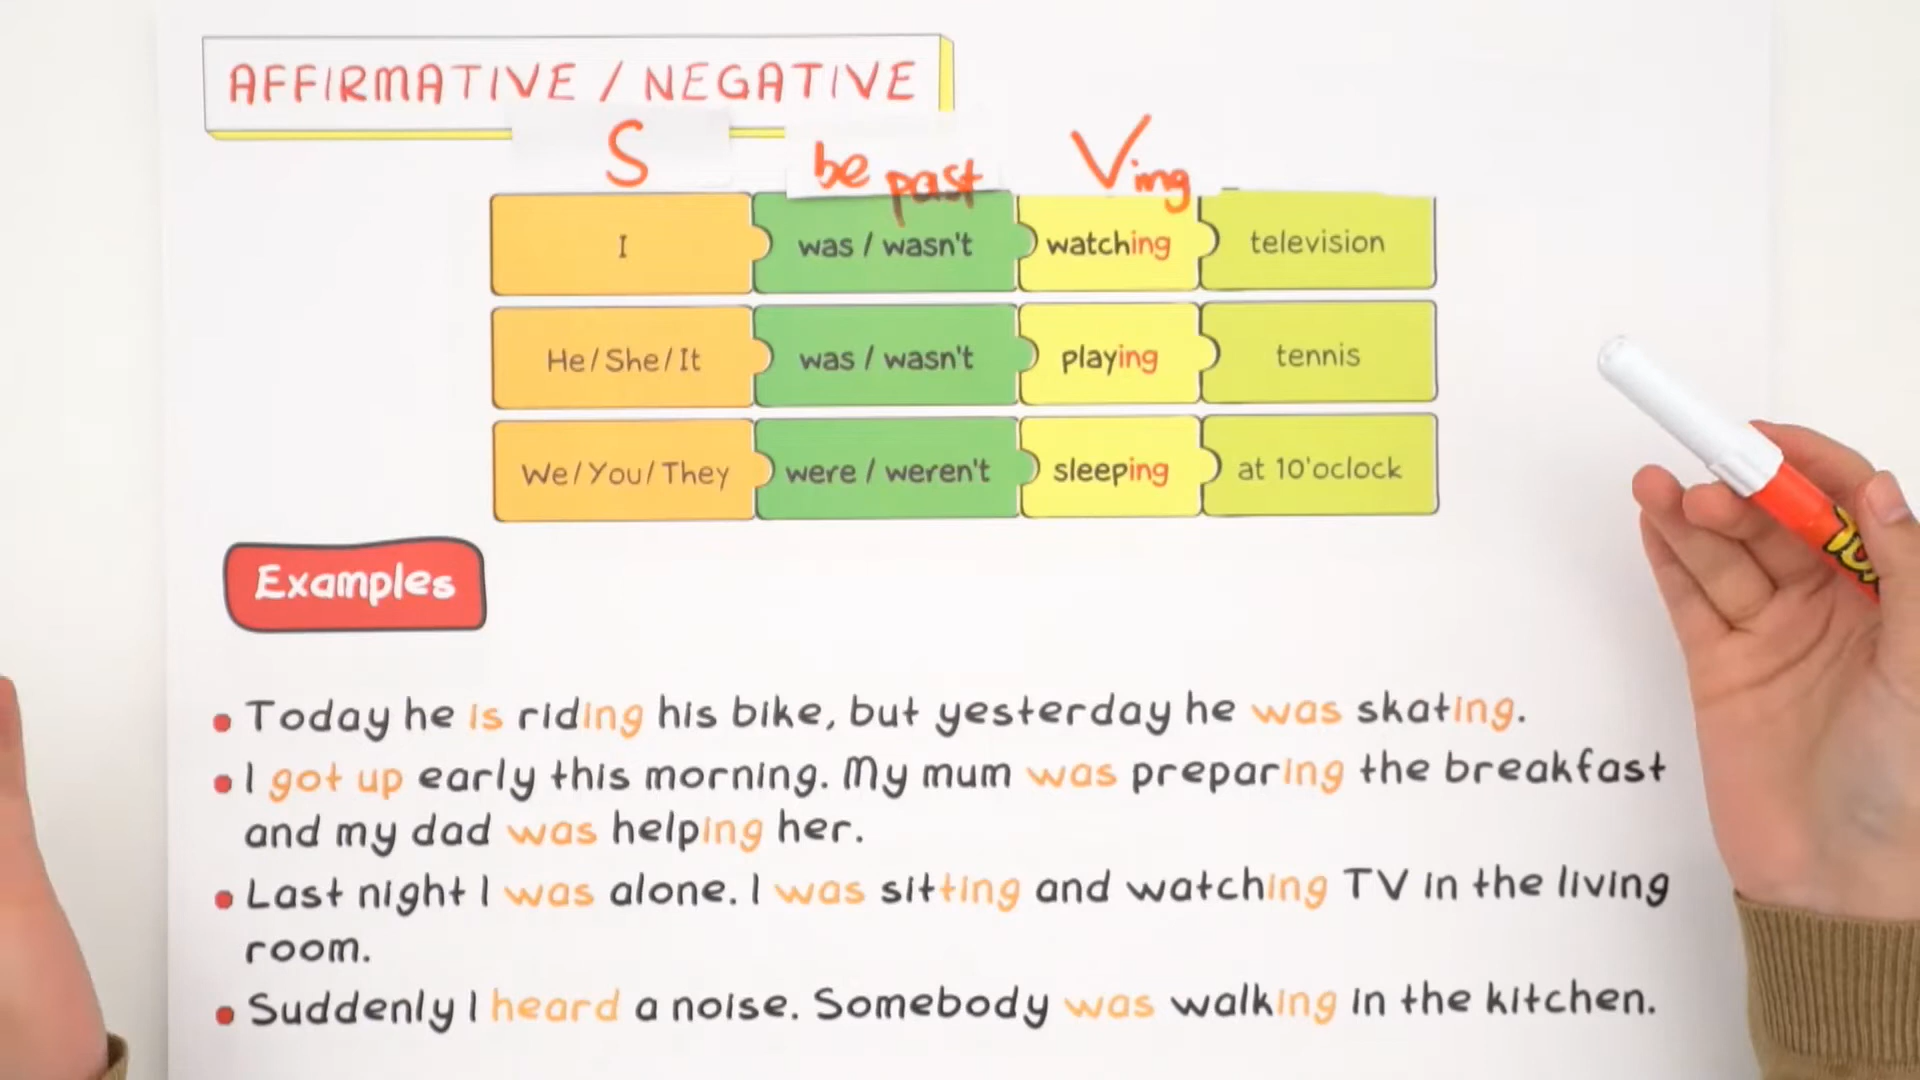 AFFIRMATIVE / NEGATIVE
S be past Ving
I was / wasn't watching television
He/She/It was / wasn't playing tennis
We/You/They were / weren't sleeping at 10'oclock
Examples
• Today he is riding his bike, but yesterday he was skating.
• I got up early this morning. My mum was preparing the breakfast
and my dad was helping her.
• Last night I was alone. I was sitting and watching TV in the living
room.
• Suddenly I heard a noise. Somebody was walking in the kitchen.